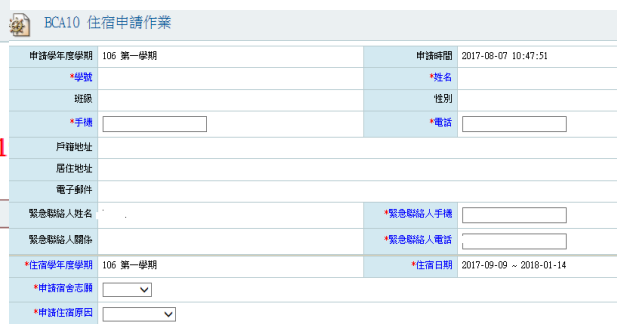 BCA10 住宿申請作業
申請學年度學期 106 第一學期 申請時間 2017-08-07 10:47:51
*學號 *姓名
班級 性別
*手機 *電話
1
戶籍地址
居住地址
電子郵件
緊急聯絡人姓名 *緊急聯絡人手機
緊急聯絡人關係 *緊急聯絡人電話
*住宿學年度學期 106 第一學期 *住宿日期 2017-09-09 ~ 2018-01-14
*申請宿舍志願
*申請住宿原因